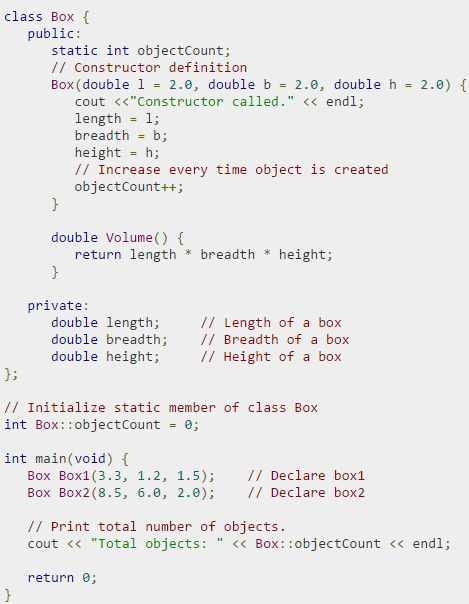 class Box {
   public:
      static int objectCount;
      // Constructor definition
      Box(double l = 2.0, double b = 2.0, double h = 2.0) {
         cout <<"Constructor called." << endl;
         length = l;
         breadth = b;
         height = h;
         // Increase every time object is created
         objectCount++;
      }

      double Volume() {
         return length * breadth * height;
      }

   private:
      double length;     // Length of a box
      double breadth;    // Breadth of a box
      double height;     // Height of a box
};

// Initialize static member of class Box
int Box::objectCount = 0;

int main(void) {
   Box Box1(3.3, 1.2, 1.5);    // Declare box1
   Box Box2(8.5, 6.0, 2.0);    // Declare box2

   // Print total number of objects.
   cout << "Total objects: " << Box::objectCount << endl;

   return 0;
}